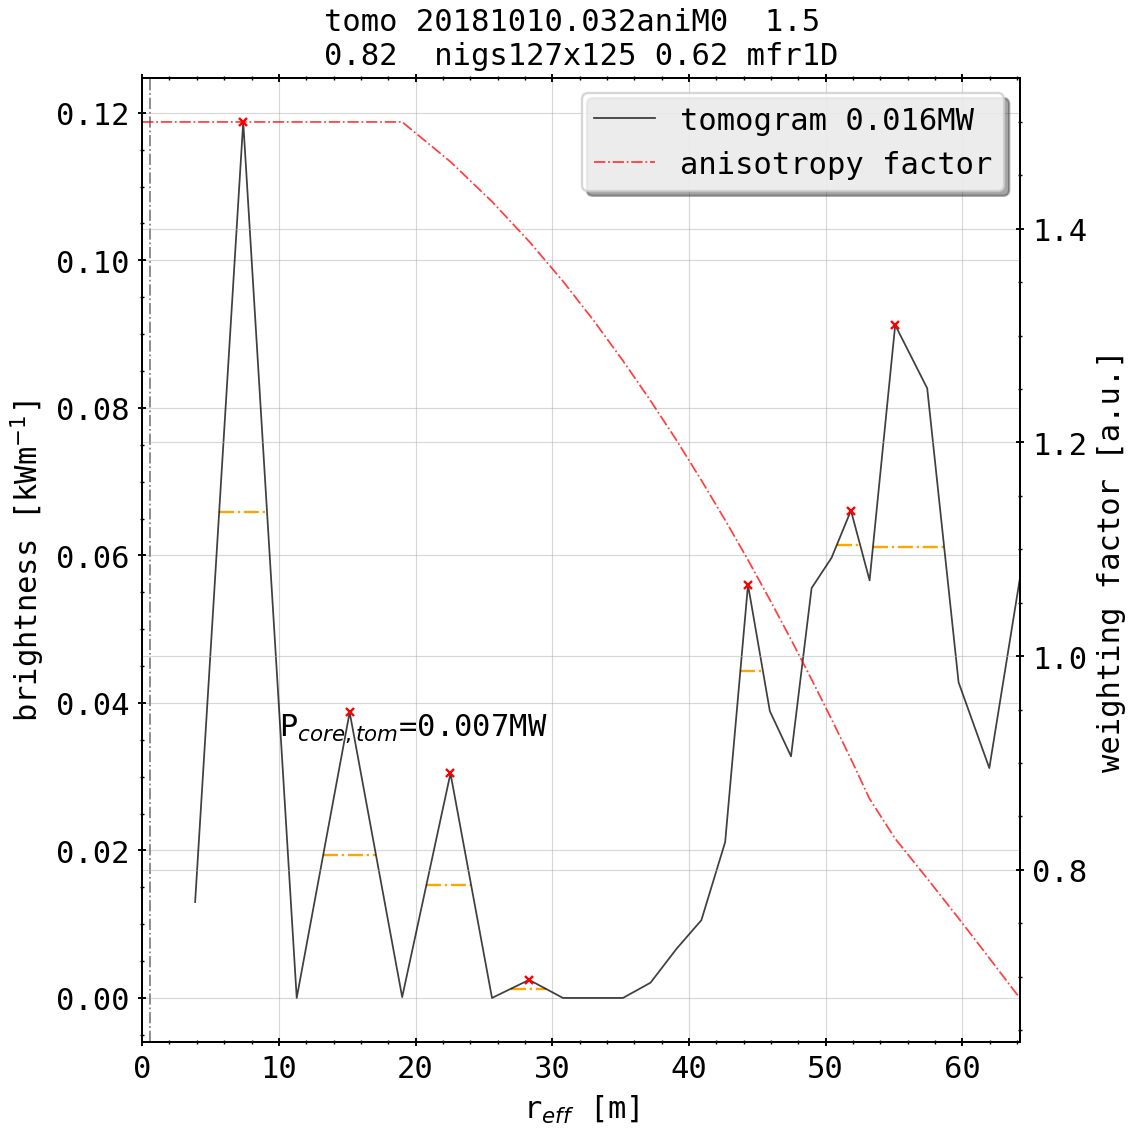 tomo 20181010.032aniM0  1.5
0.82  nigs127x125 0.62 mfr1D
tomogram 0.016MW
anisotropy factor
brightness [kWm⁻¹]
0.12
0.10
0.08
0.06
0.04
0.02
0.00
P_core,tom=0.007MW
1.4
1.2
1.0
0.8
weighting factor [a.u.]
0 10 20 30 40 50 60
r_eff [m]